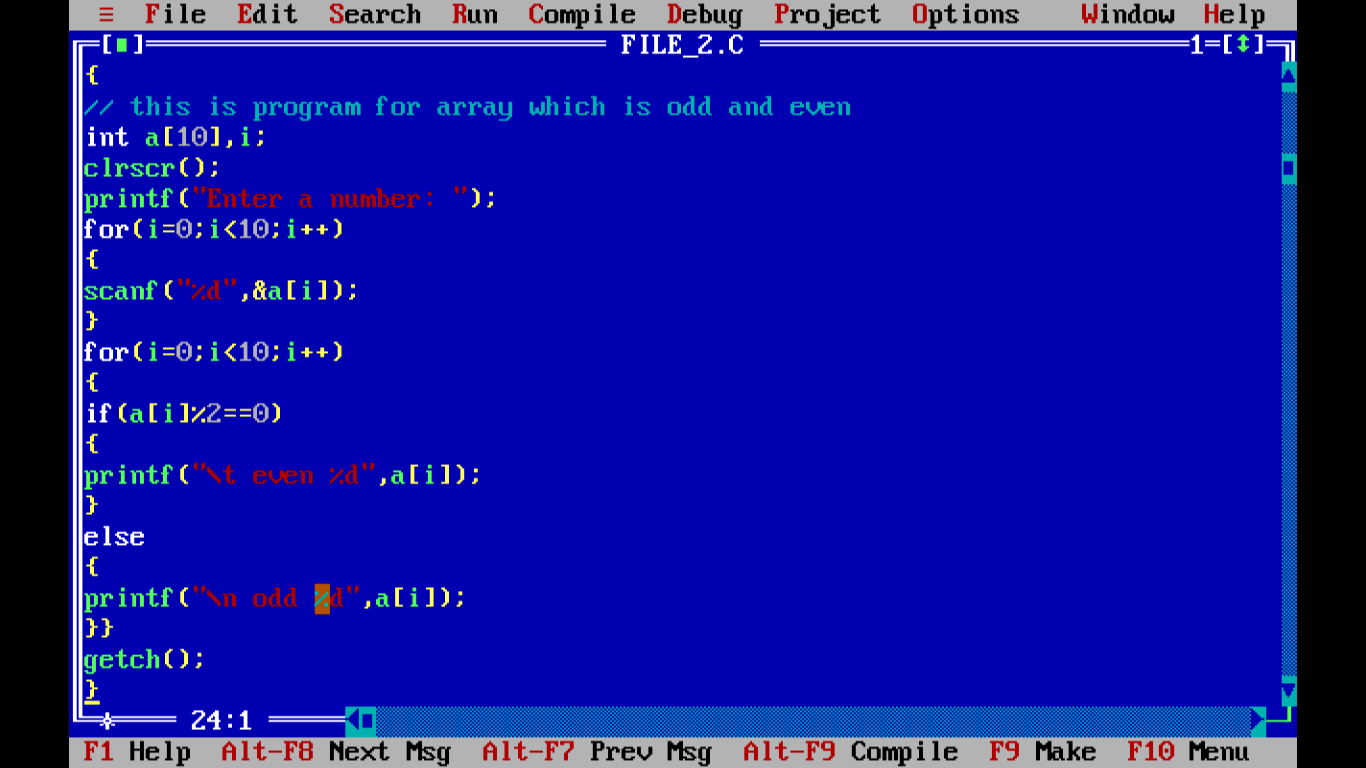 ≡ File Edit Search Run Compile Debug Project Options Window Help
[■] FILE_2.C 1=[↕]
{
// this is program for array which is odd and even
int a[10],i;
clrscr();
printf("Enter a number: ");
for(i=0;i<10;i++)
{
scanf("%d",&a[i]);
}
for(i=0;i<10;i++)
{
if(a[i]%2==0)
{
printf("\t even %d",a[i]);
}
else
{
printf("\n odd %d",a[i]);
}}
getch();
}
24:1
F1 Help Alt-F8 Next Msg Alt-F7 Prev Msg Alt-F9 Compile F9 Make F10 Menu